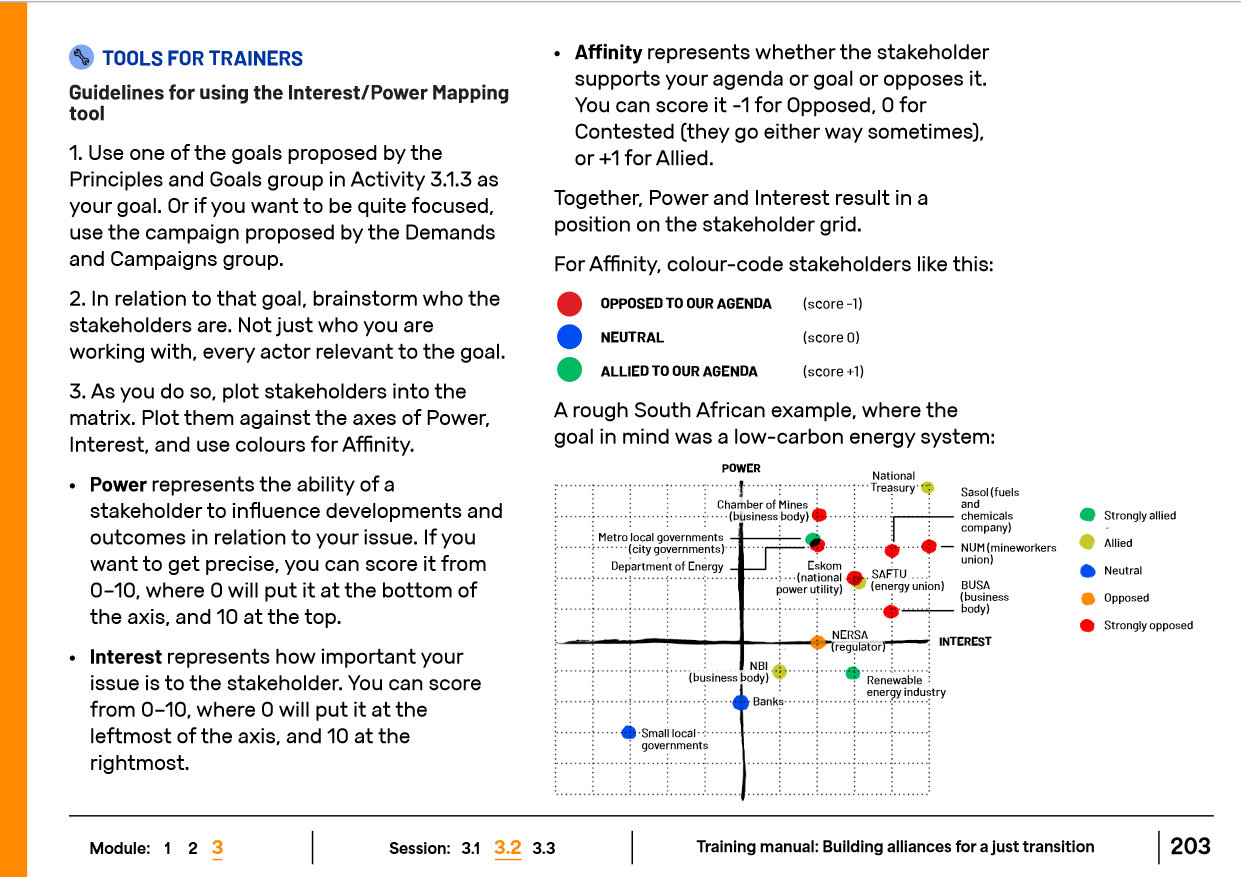 TOOLS FOR TRAINERS
Guidelines for using the Interest/Power Mapping
tool
1. Use one of the goals proposed by the
Principles and Goals group in Activity 3.1.3 as
your goal. Or if you want to be quite focused,
use the campaign proposed by the Demands
and Campaigns group.
2. In relation to that goal, brainstorm who the
stakeholders are. Not just who you are
working with, every actor relevant to the goal.
3. As you do so, plot stakeholders into the
matrix. Plot them against the axes of Power,
Interest, and use colours for Affinity.
• Power represents the ability of a
stakeholder to influence developments and
outcomes in relation to your issue. If you
want to get precise, you can score it from
0–10, where 0 will put it at the bottom of
the axis, and 10 at the top.
• Interest represents how important your
issue is to the stakeholder. You can score
from 0–10, where 0 will put it at the
leftmost of the axis, and 10 at the
rightmost.
• Affinity represents whether the stakeholder
supports your agenda or goal or opposes it.
You can score it -1 for Opposed, 0 for
Contested (they go either way sometimes),
or +1 for Allied.
Together, Power and Interest result in a
position on the stakeholder grid.
For Affinity, colour-code stakeholders like this:
OPPOSED TO OUR AGENDA (score -1)
NEUTRAL (score 0)
ALLIED TO OUR AGENDA (score +1)
A rough South African example, where the
goal in mind was a low-carbon energy system:
POWER
National
Treasury
Chamber of Mines
(business body)
Sasol (fuels
and
chemicals
company)
Metro local governments
(city governments)
NUM (mineworkers
union)
Department of Energy
Eskom
(national
power utility)
SAFTU
(energy union)
BUSA
(business
body)
NERSA
(regulator)
INTEREST
NBI
(business body)
Renewable
energy industry
Banks
Small local
governments
Strongly allied
Allied
Neutral
Opposed
Strongly opposed
Module: 1 2 3
Session: 3.1 3.2 3.3
Training manual: Building alliances for a just transition
203